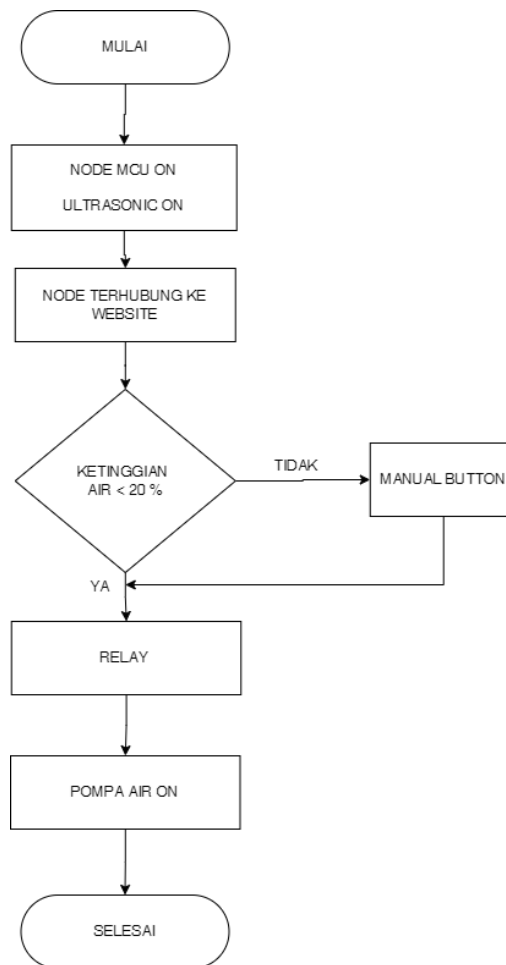 MULAI
NODE MCU ON
ULTRASONIC ON
NODE TERHUBUNG KE
WEBSITE
KETINGGIAN
AIR < 20 %
TIDAK
MANUAL BUTTON
YA
RELAY
POMPA AIR ON
SELESAI